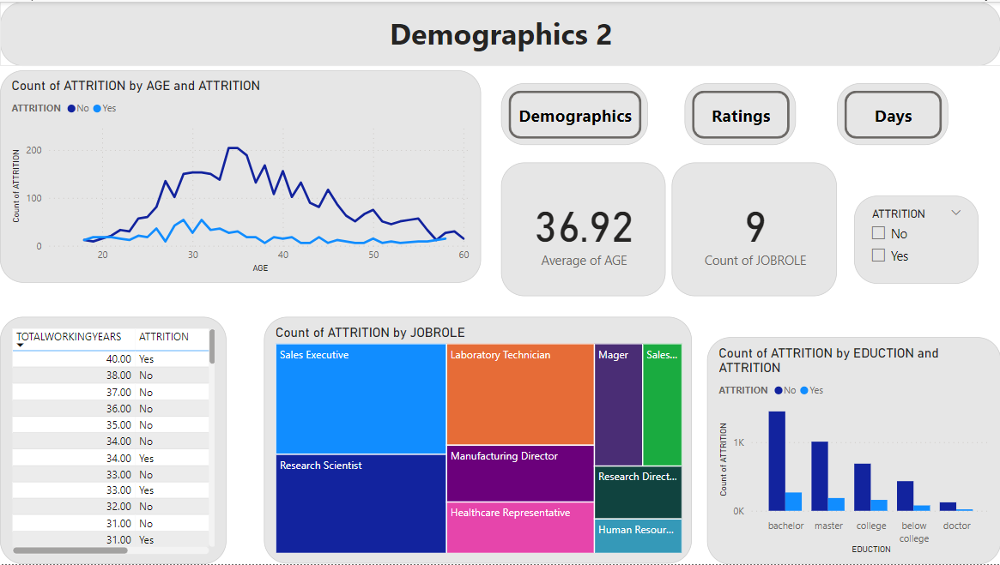 Demographics 2
Count of ATTRITION by AGE and ATTRITION
ATTRITION No Yes
Count of ATTRITION
200
100
0
20 30 40 50 60
AGE
Demographics
Ratings
Days
36.92
Average of AGE
9
Count of JOBROLE
ATTRITION
No
Yes
TOTALWORKINGYEARS ATTRITION
40.00 Yes
38.00 No
37.00 No
36.00 No
35.00 No
34.00 No
34.00 Yes
33.00 No
33.00 Yes
32.00 No
31.00 No
31.00 Yes
Count of ATTRITION by JOBROLE
Sales Executive
Research Scientist
Laboratory Technician
Manufacturing Director
Healthcare Representative
Mager
Sales...
Research Direct...
Human Resour...
Count of ATTRITION by EDUCTION and
ATTRITION
ATTRITION No Yes
Count of ATTRITION
1K
0K
bachelor master college below doctor
college
EDUCTION